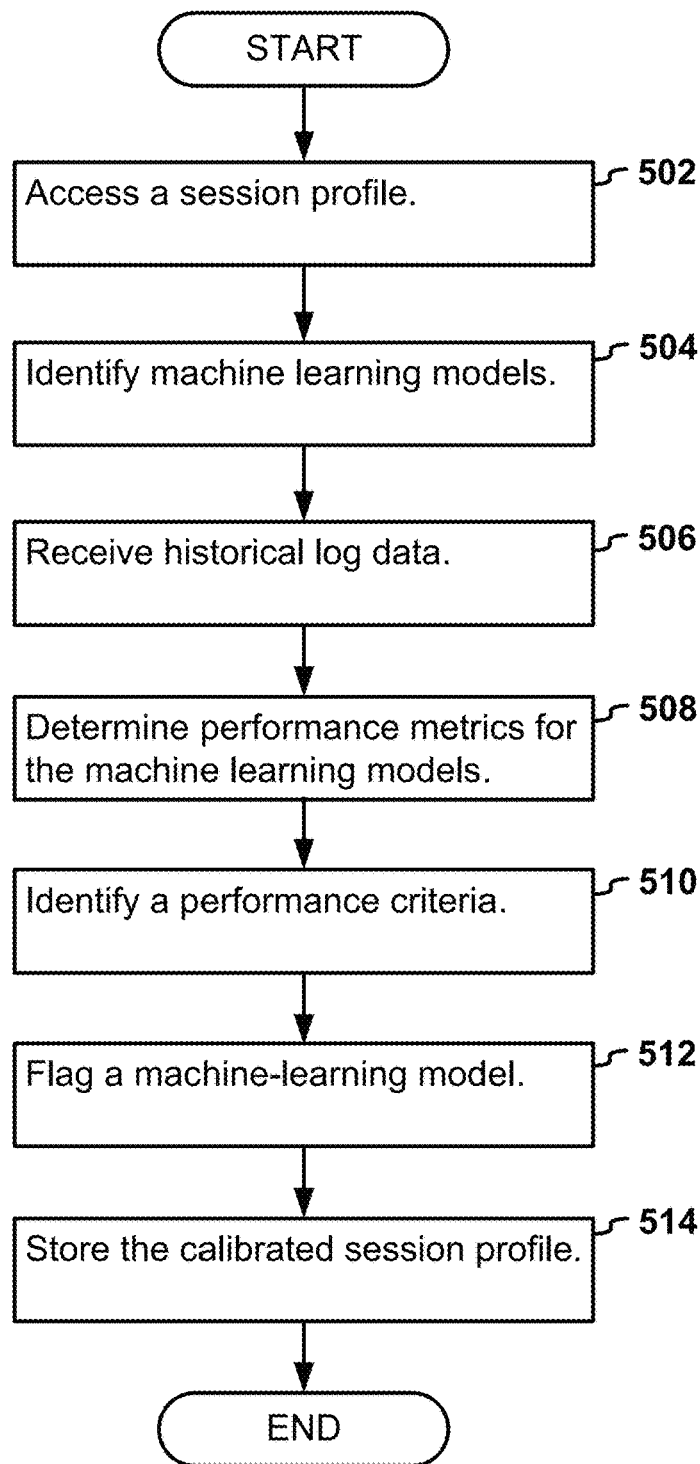 START
Access a session profile.
502
Identify machine learning models.
504
Receive historical log data.
506
Determine performance metrics for
the machine learning models.
508
Identify a performance criteria.
510
Flag a machine-learning model.
512
Store the calibrated session profile.
514
END